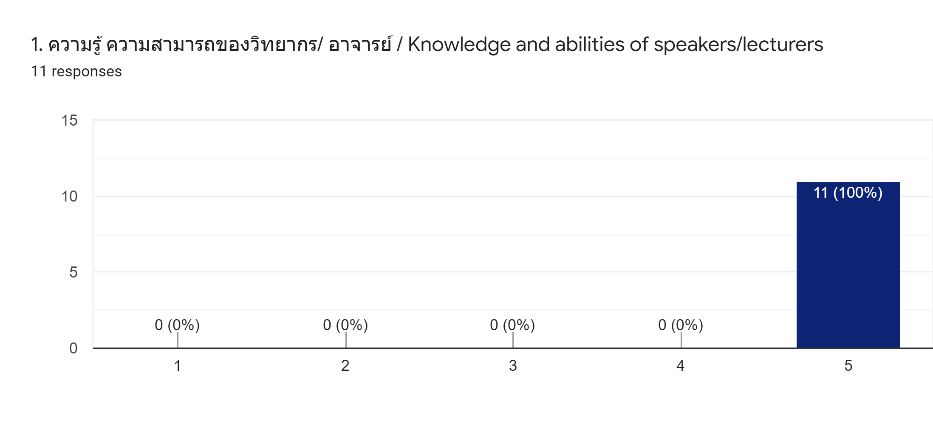 1. ความรู้ ความสามารถของวิทยากร/ อาจารย์ / Knowledge and abilities of speakers/lecturers
11 responses
15
10
5
0
0 (0%) 0 (0%) 0 (0%) 0 (0%) 11 (100%)
1 2 3 4 5